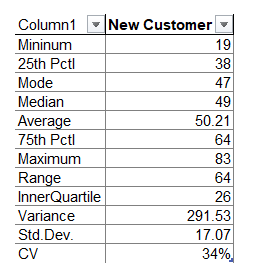 Column1 New Customer
Mininum 19
25th Pctl 38
Mode 47
Median 49
Average 50.21
75th Pctl 64
Maximum 83
Range 64
InnerQuartile 26
Variance 291.53
Std.Dev. 17.07
CV 34%